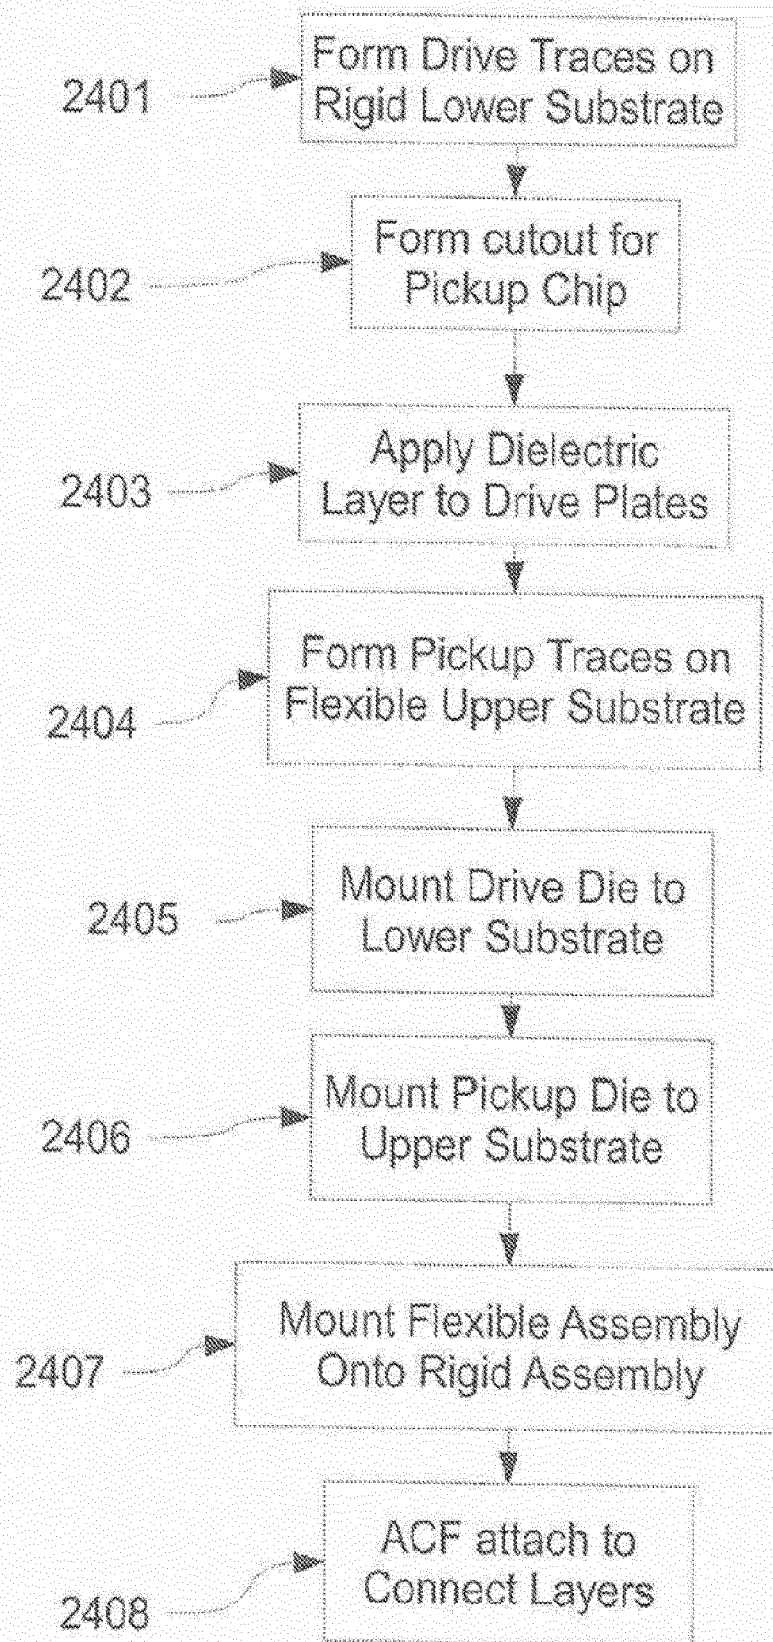 2401
Form Drive Traces on
Rigid Lower Substrate
2402
Form cutout for
Pickup Chip
2403
Apply Dielectric
Layer to Drive Plates
2404
Form Pickup Traces on
Flexible Upper Substrate
2405
Mount Drive Die to
Lower Substrate
2406
Mount Pickup Die to
Upper Substrate
2407
Mount Flexible Assembly
Onto Rigid Assembly
2408
ACF attach to
Connect Layers